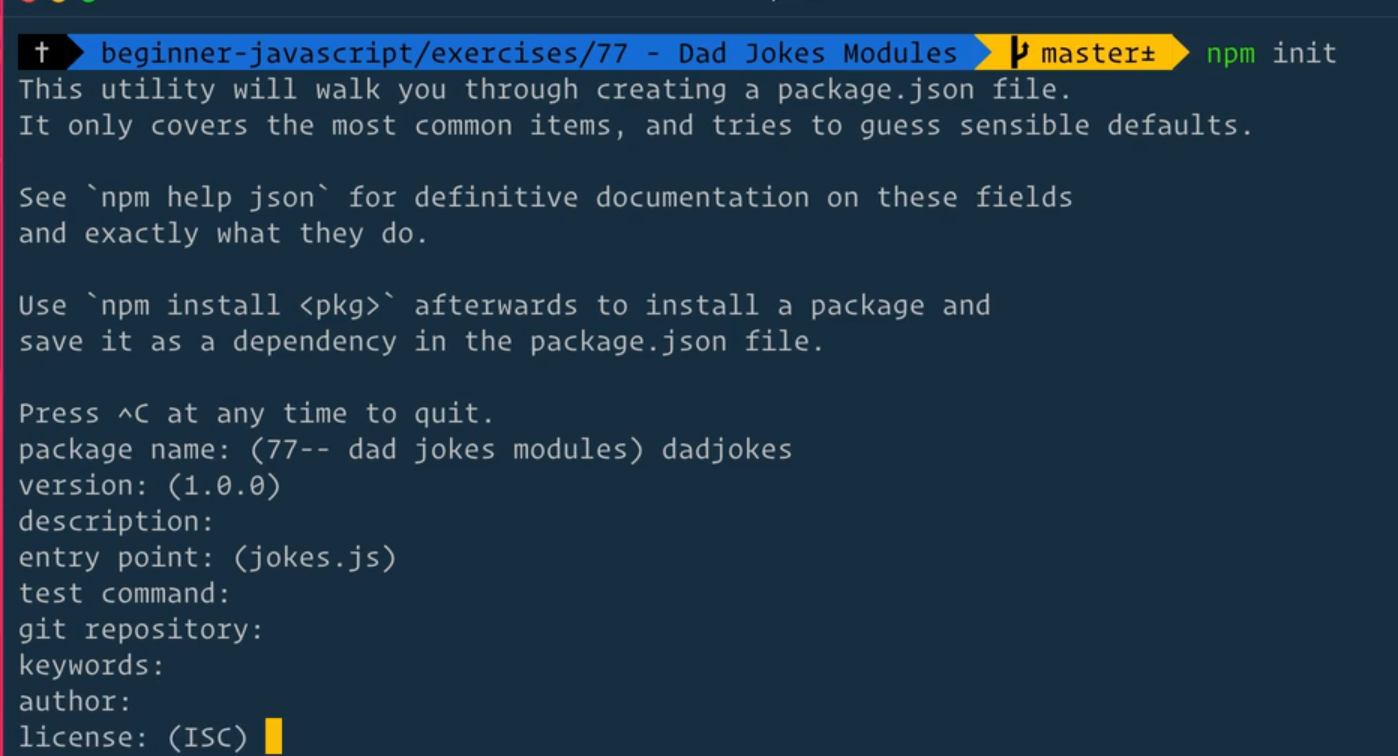 † beginner-javascript/exercises/77 - Dad Jokes Modules master± npm init
This utility will walk you through creating a package.json file.
It only covers the most common items, and tries to guess sensible defaults.
See `npm help json` for definitive documentation on these fields
and exactly what they do.
Use `npm install <pkg>` afterwards to install a package and
save it as a dependency in the package.json file.
Press ^C at any time to quit.
package name: (77-- dad jokes modules) dadjokes
version: (1.0.0)
description:
entry point: (jokes.js)
test command:
git repository:
keywords:
author:
license: (ISC)